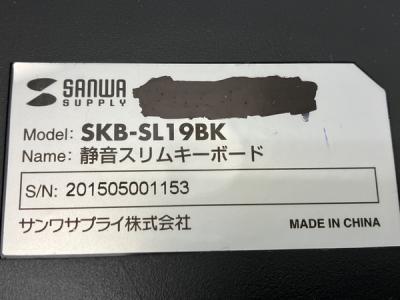 SANWA
SUPPLY
Model: SKB-SL19BK
Name: 静音スリムキーボード
S/N: 201505001153
サンワサプライ株式会社 MADE IN CHINA